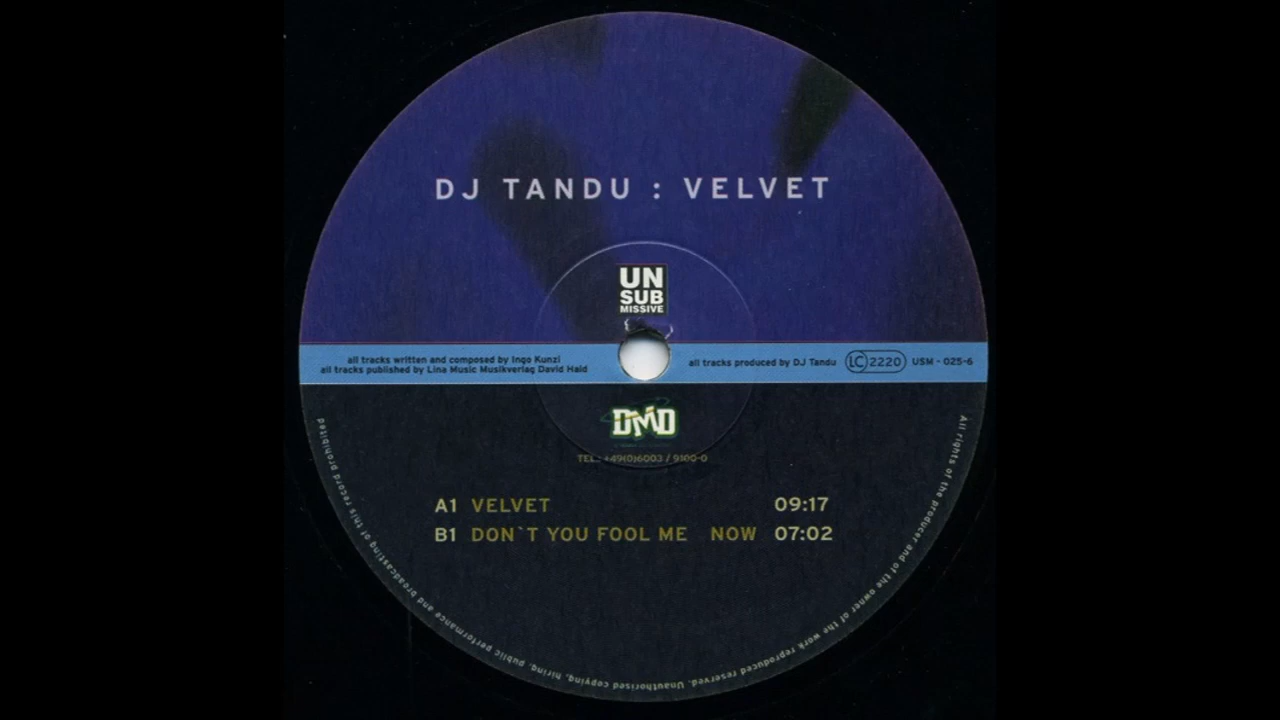 DJ TANDU : VELVET
UN
SUB
MISSIVE
all tracks written and composed by Ingo Kunzi
all tracks published by Lina Music Musikverlag David Hald
all tracks produced by DJ Tandu
LC 2220
USM - 025-6
DMD
TEL.: +49(0)6003 / 9100-0
A1 VELVET 09:17
B1 DON`T YOU FOOL ME NOW 07:02
All rights of the producer and of the owner of the work reproduced reserved. Unauthorised copying, hiring, public performance and broadcasting of this record prohibited